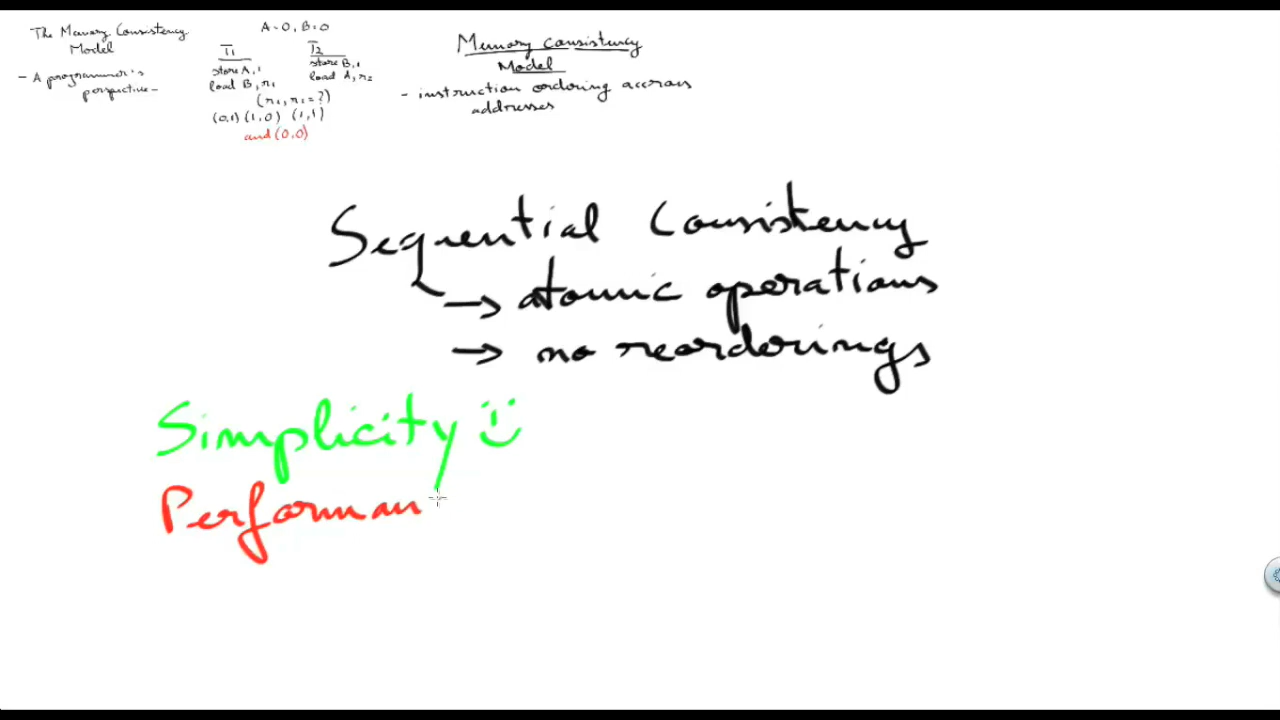 The Memory Consistency
Model
- A programmer's
perspective -
A=0, B=0
T1 T2
store A,1 store B,1
load B, r1 load A, r2
(r1, r2 = ?)
(0,1) (1,0) (1,1)
and (0,0)
Memory Consistency
Model
- instruction ordering accross
addresses
Sequential Consistency
→ atomic operations
→ no reorderings
Simplicity :)
Performan